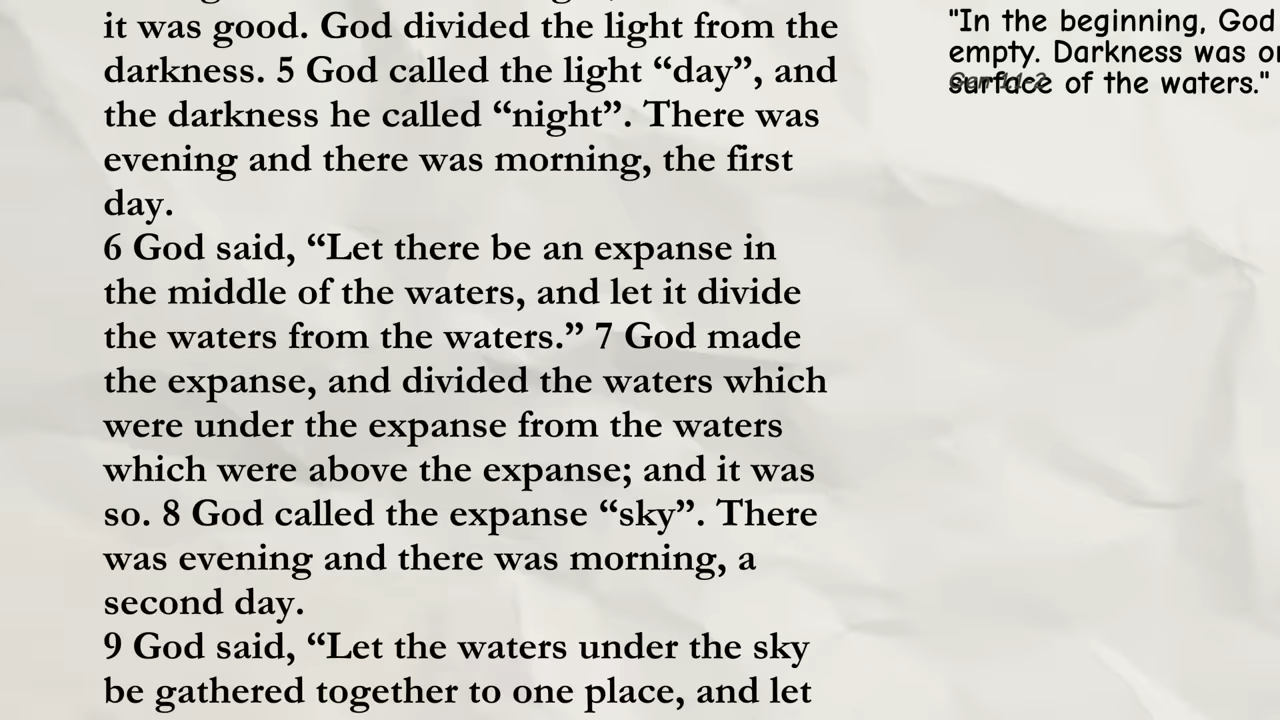 it was good. God divided the light from the
darkness. 5 God called the light “day”, and
the darkness he called “night”. There was
evening and there was morning, the first
day.
6 God said, “Let there be an expanse in
the middle of the waters, and let it divide
the waters from the waters.” 7 God made
the expanse, and divided the waters which
were under the expanse from the waters
which were above the expanse; and it was
so. 8 God called the expanse “sky”. There
was evening and there was morning, a
second day.
9 God said, “Let the waters under the sky
be gathered together to one place, and let
"In the beginning, God
empty. Darkness was
surface of the waters."